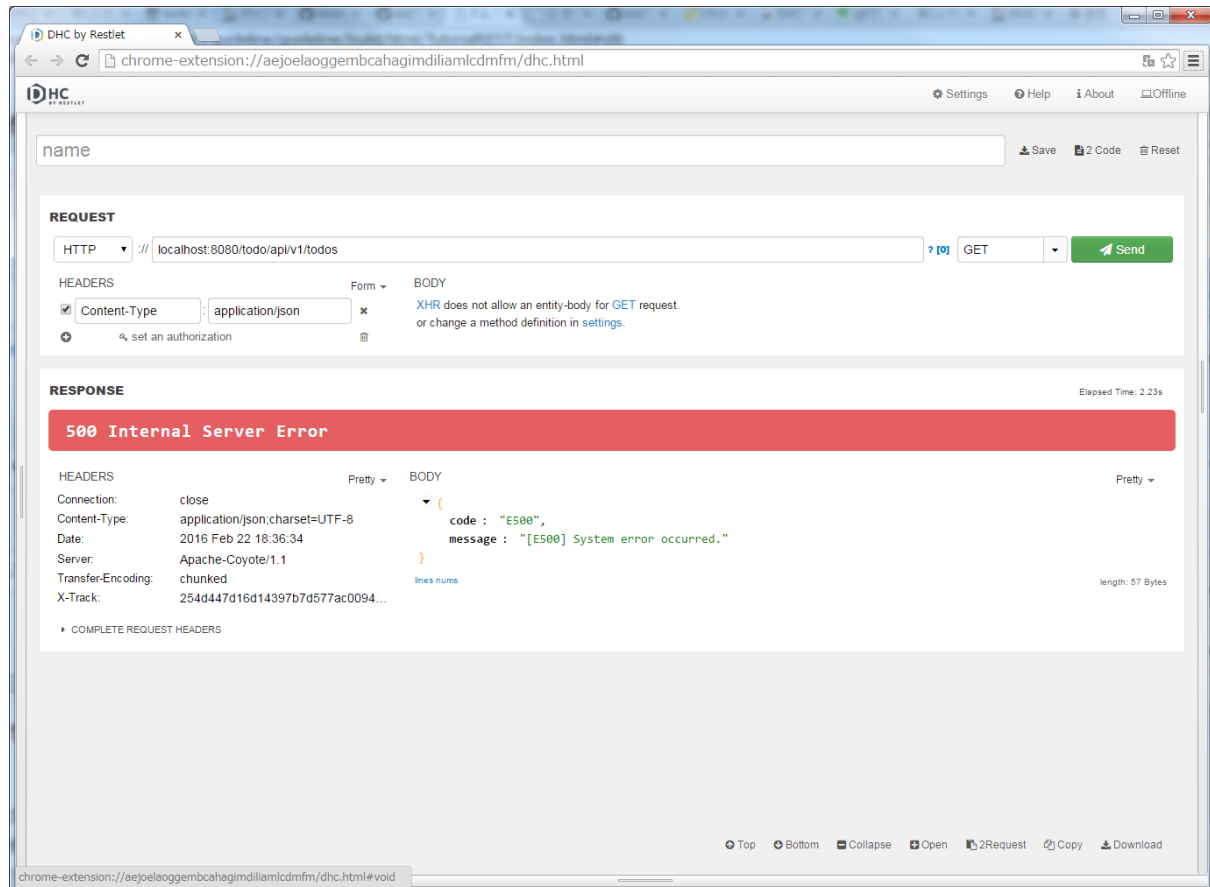 DHC by Restlet
chrome-extension://aejoelaoggembcahagimdiliamlcdmfm/dhc.html
DHC
BY RESTLET
Settings Help About Offline
name
Save 2 Code Reset
REQUEST
HTTP :// localhost:8080/todo/api/v1/todos ? [0] GET Send
HEADERS Form BODY
Content-Type : application/json XHR does not allow an entity-body for GET request.
or change a method definition in settings.
set an authorization
RESPONSE Elapsed Time: 2.23s
500 Internal Server Error
HEADERS Pretty BODY Pretty
Connection: close
Content-Type: application/json;charset=UTF-8
Date: 2016 Feb 22 18:36:34
Server: Apache-Coyote/1.1
Transfer-Encoding: chunked
X-Track: 254d447d16d14397b7d577ac0094...
{
code : "E500",
message : "[E500] System error occurred."
}
lines nums length: 57 Bytes
COMPLETE REQUEST HEADERS
Top Bottom Collapse Open 2Request Copy Download
chrome-extension://aejoelaoggembcahagimdiliamlcdmfm/dhc.html#void